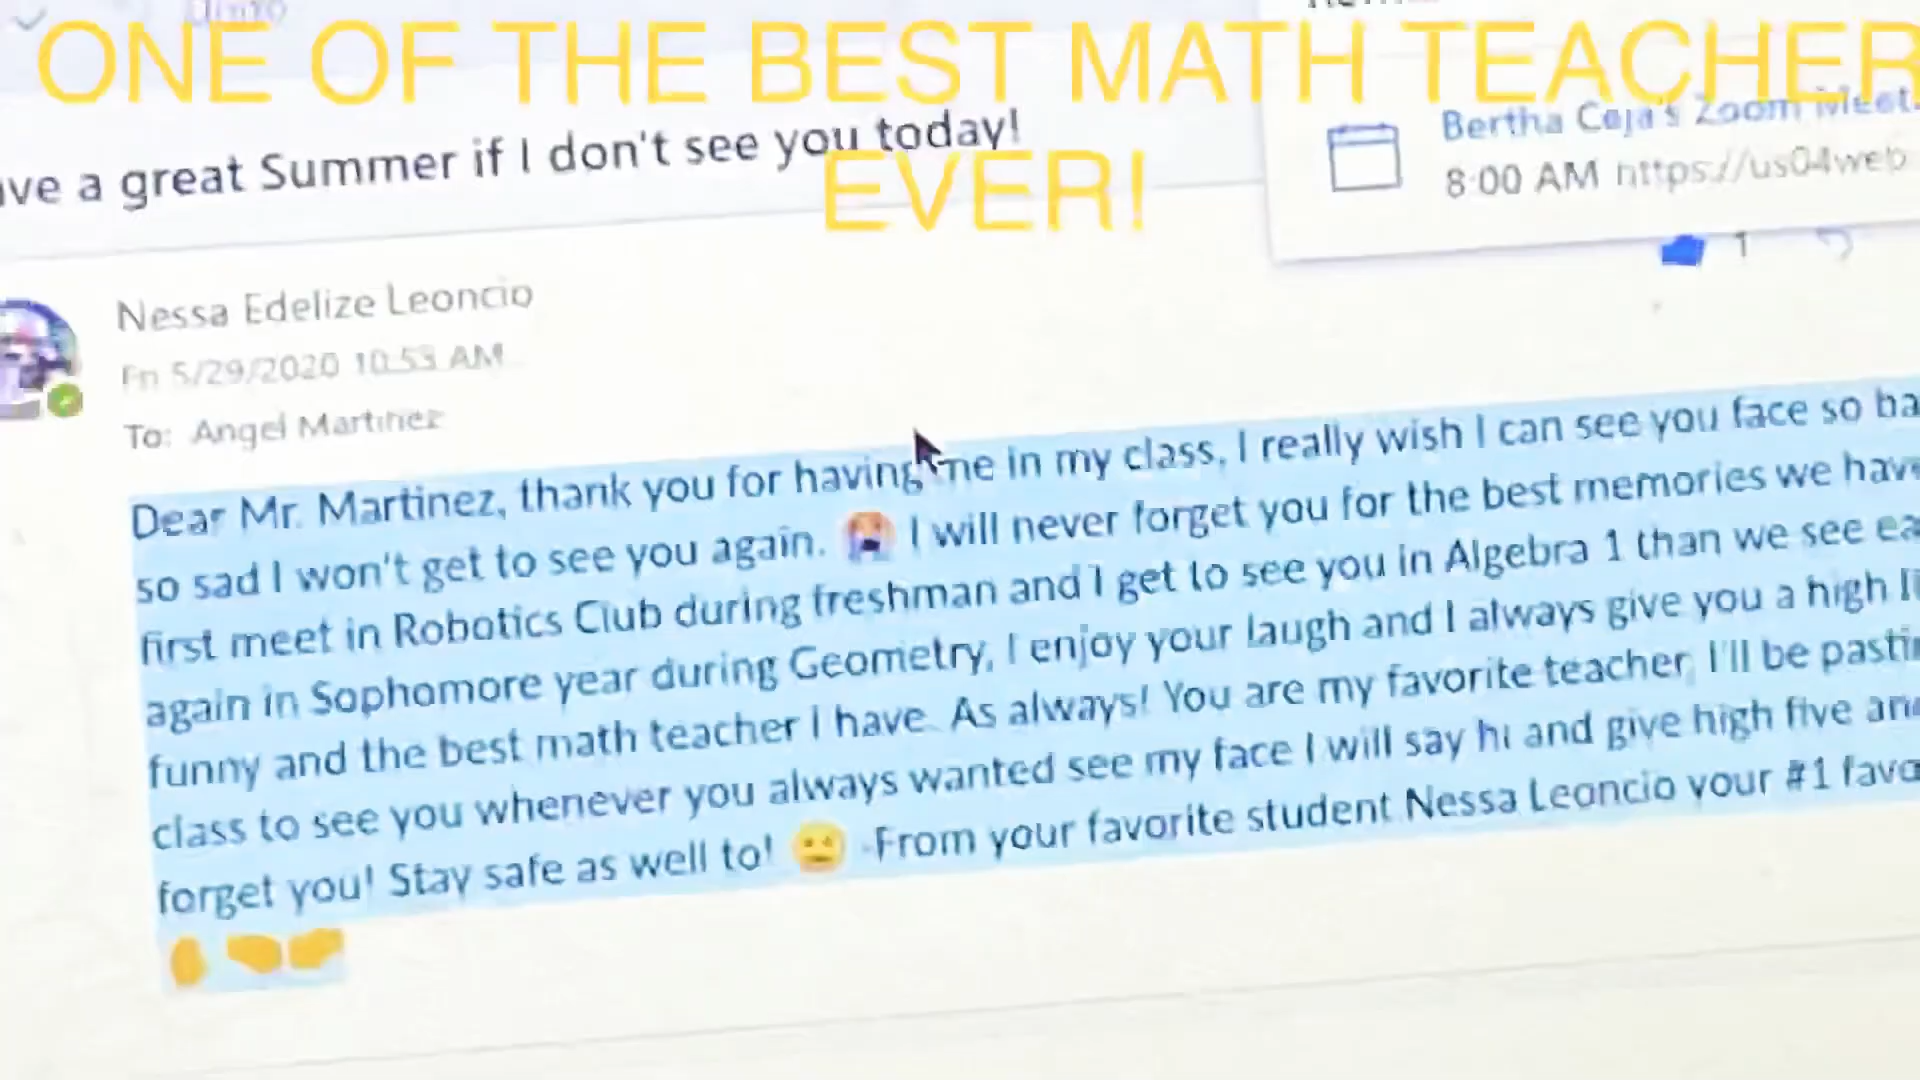 ONE OF THE BEST MATH TEACHER
EVER!
ve a great Summer if I don't see you today!
Bertha Caja's Zoom Meet
8:00 AM https://us04web
1
Nessa Edelize Leoncio
Fri 5/29/2020 10:53 AM
To: Angel Martinez
Dear Mr. Martinez, thank you for having me in my class, I really wish I can see you face so ba
so sad I won't get to see you again. 😭 I will never forget you for the best memories we have
first meet in Robotics Club during freshman and I get to see you in Algebra 1 than we see ea
again in Sophomore year during Geometry, I enjoy your laugh and I always give you a high
funny and the best math teacher I have. As always! You are my favorite teacher, I'll be pastin
class to see you whenever you always wanted see my face I will say hi and give high five and
forget you! Stay safe as well to! -From your favorite student Nessa Leoncio your #1 favo